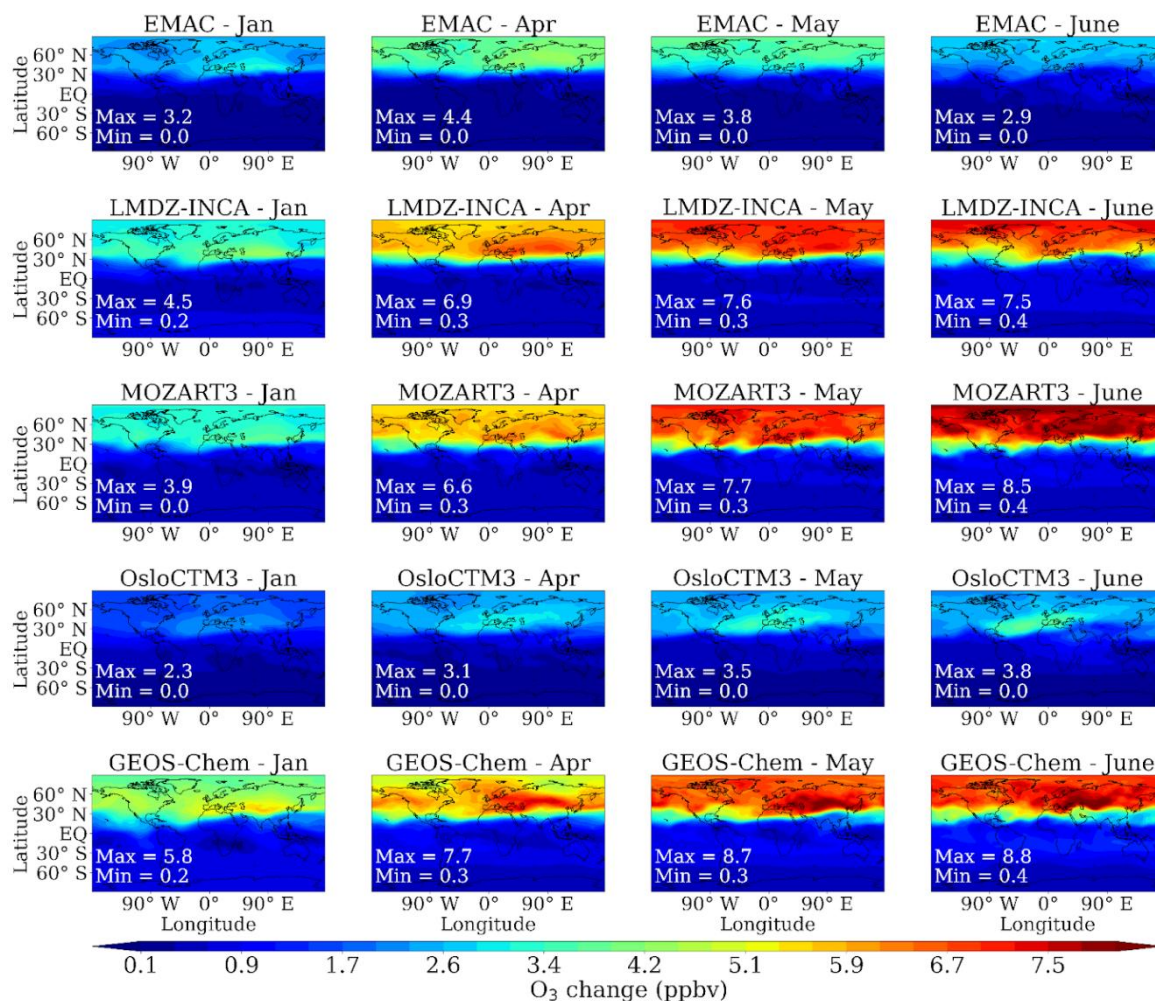 EMAC - Jan EMAC - Apr EMAC - May EMAC - June
Latitude
60° N
30° N
EQ
30° S
60° S
Max = 3.2 Max = 4.4 Max = 3.8 Max = 2.9
Min = 0.0 Min = 0.0 Min = 0.0 Min = 0.0
90° W 0° 90° E 90° W 0° 90° E 90° W 0° 90° E 90° W 0° 90° E
LMDZ-INCA - Jan LMDZ-INCA - Apr LMDZ-INCA - May LMDZ-INCA - June
Latitude
60° N
30° N
EQ
30° S
60° S
Max = 4.5 Max = 6.9 Max = 7.6 Max = 7.5
Min = 0.2 Min = 0.3 Min = 0.3 Min = 0.4
90° W 0° 90° E 90° W 0° 90° E 90° W 0° 90° E 90° W 0° 90° E
MOZART3 - Jan MOZART3 - Apr MOZART3 - May MOZART3 - June
Latitude
60° N
30° N
EQ
30° S
60° S
Max = 3.9 Max = 6.6 Max = 7.7 Max = 8.5
Min = 0.0 Min = 0.3 Min = 0.3 Min = 0.4
90° W 0° 90° E 90° W 0° 90° E 90° W 0° 90° E 90° W 0° 90° E
OsloCTM3 - Jan OsloCTM3 - Apr OsloCTM3 - May OsloCTM3 - June
Latitude
60° N
30° N
EQ
30° S
60° S
Max = 2.3 Max = 3.1 Max = 3.5 Max = 3.8
Min = 0.0 Min = 0.0 Min = 0.0 Min = 0.0
90° W 0° 90° E 90° W 0° 90° E 90° W 0° 90° E 90° W 0° 90° E
GEOS-Chem - Jan GEOS-Chem - Apr GEOS-Chem - May GEOS-Chem - June
Latitude
60° N
30° N
EQ
30° S
60° S
Max = 5.8 Max = 7.7 Max = 8.7 Max = 8.8
Min = 0.2 Min = 0.3 Min = 0.3 Min = 0.4
90° W 0° 90° E 90° W 0° 90° E 90° W 0° 90° E 90° W 0° 90° E
Longitude Longitude Longitude Longitude
0.1 0.9 1.7 2.6 3.4 4.2 5.1 5.9 6.7 7.5
O₃ change (ppbv)